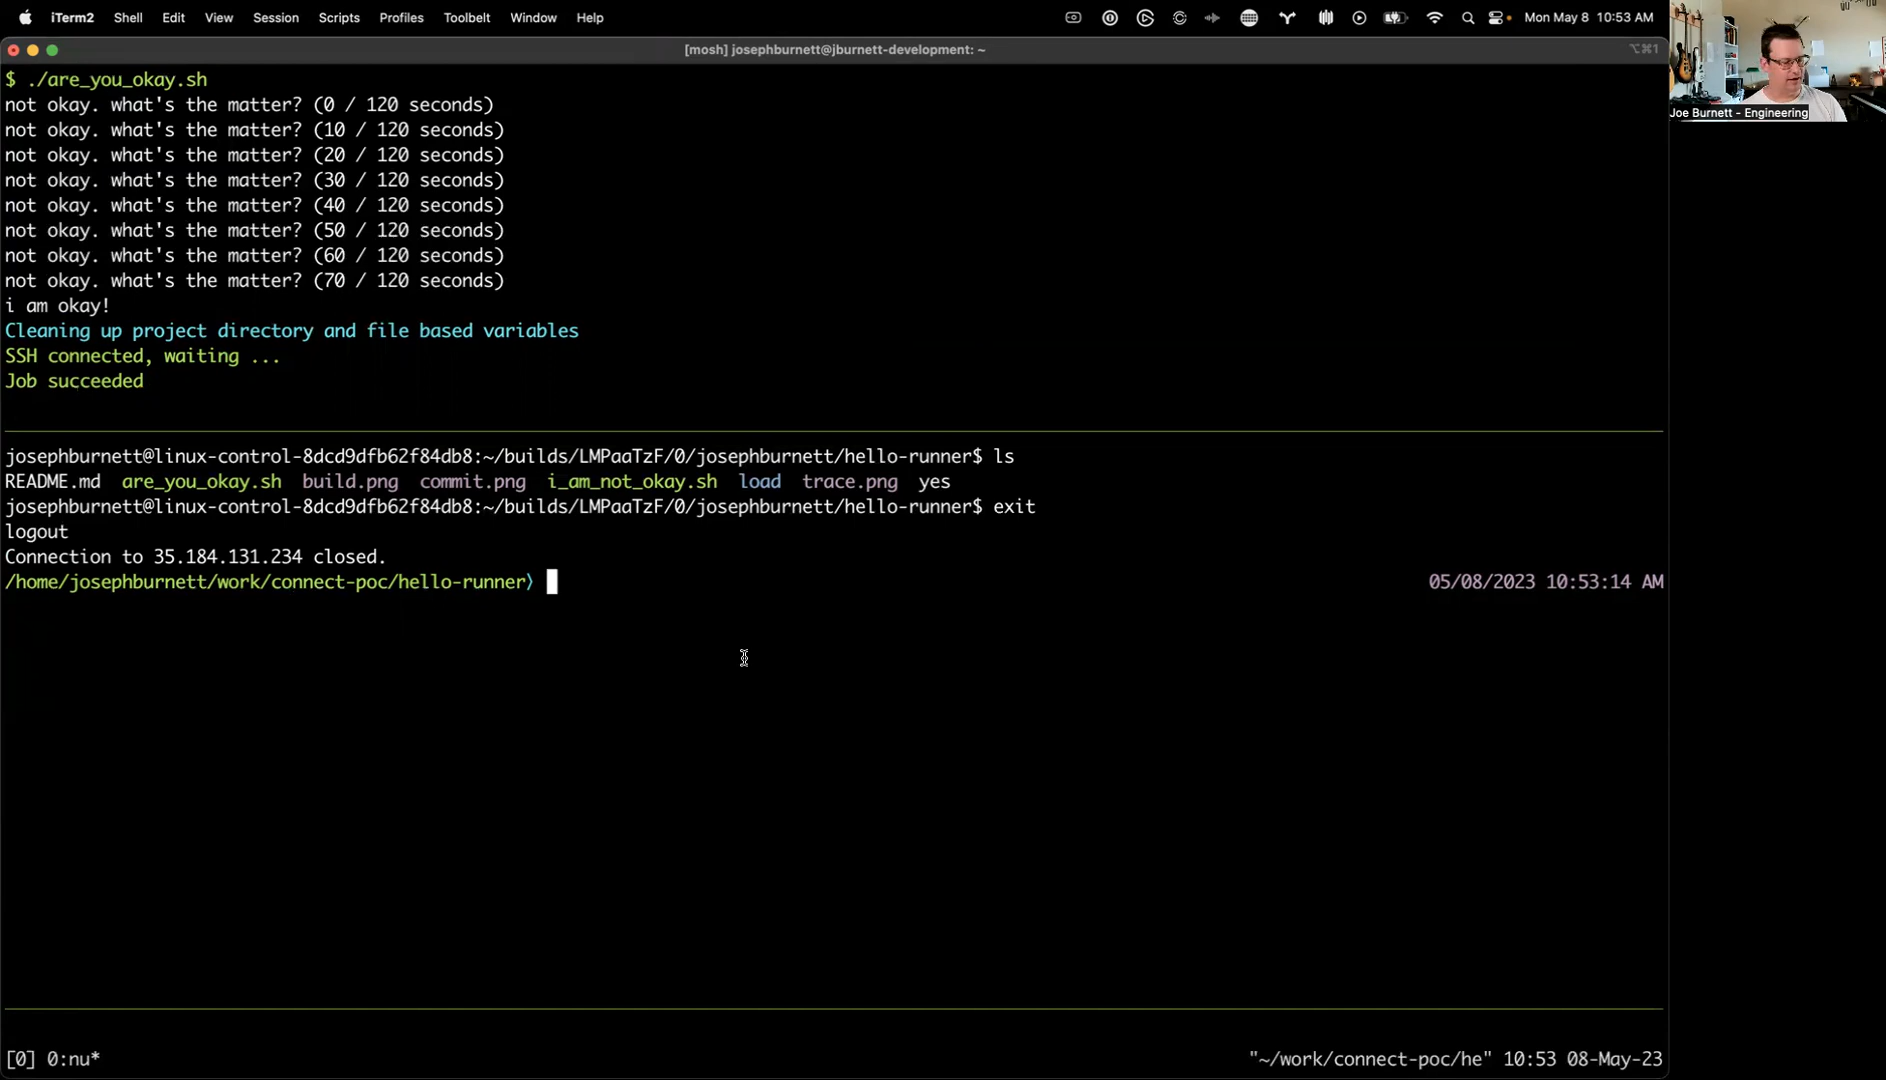 iTerm2 Shell Edit View Session Scripts Profiles Toolbelt Window Help Mon May 8 10:53 AM
[mosh] josephburnett@jburnett-development: ~ ⌥⌘1
$ ./are_you_okay.sh
not okay. what's the matter? (0 / 120 seconds)
not okay. what's the matter? (10 / 120 seconds)
not okay. what's the matter? (20 / 120 seconds)
not okay. what's the matter? (30 / 120 seconds)
not okay. what's the matter? (40 / 120 seconds)
not okay. what's the matter? (50 / 120 seconds)
not okay. what's the matter? (60 / 120 seconds)
not okay. what's the matter? (70 / 120 seconds)
i am okay!
Cleaning up project directory and file based variables
SSH connected, waiting ...
Job succeeded
josephburnett@linux-control-8dcd9dfb62f84db8:~/builds/LMPaaTzF/0/josephburnett/hello-runner$ ls
README.md are_you_okay.sh build.png commit.png i_am_not_okay.sh load trace.png yes
josephburnett@linux-control-8dcd9dfb62f84db8:~/builds/LMPaaTzF/0/josephburnett/hello-runner$ exit
logout
Connection to 35.184.131.234 closed.
/home/josephburnett/work/connect-poc/hello-runner⟩ 05/08/2023 10:53:14 AM
[0] 0:nu* "~/work/connect-poc/he" 10:53 08-May-23
Joe Burnett - Engineering